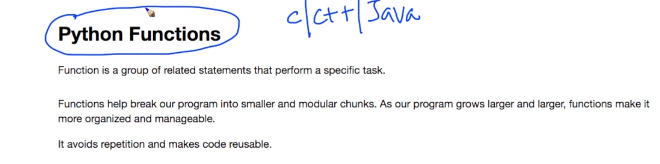 Python Functions
c/c++/Java
Function is a group of related statements that perform a specific task.
Functions help break our program into smaller and modular chunks. As our program grows larger and larger, functions make it
more organized and manageable.
It avoids repetition and makes code reusable.